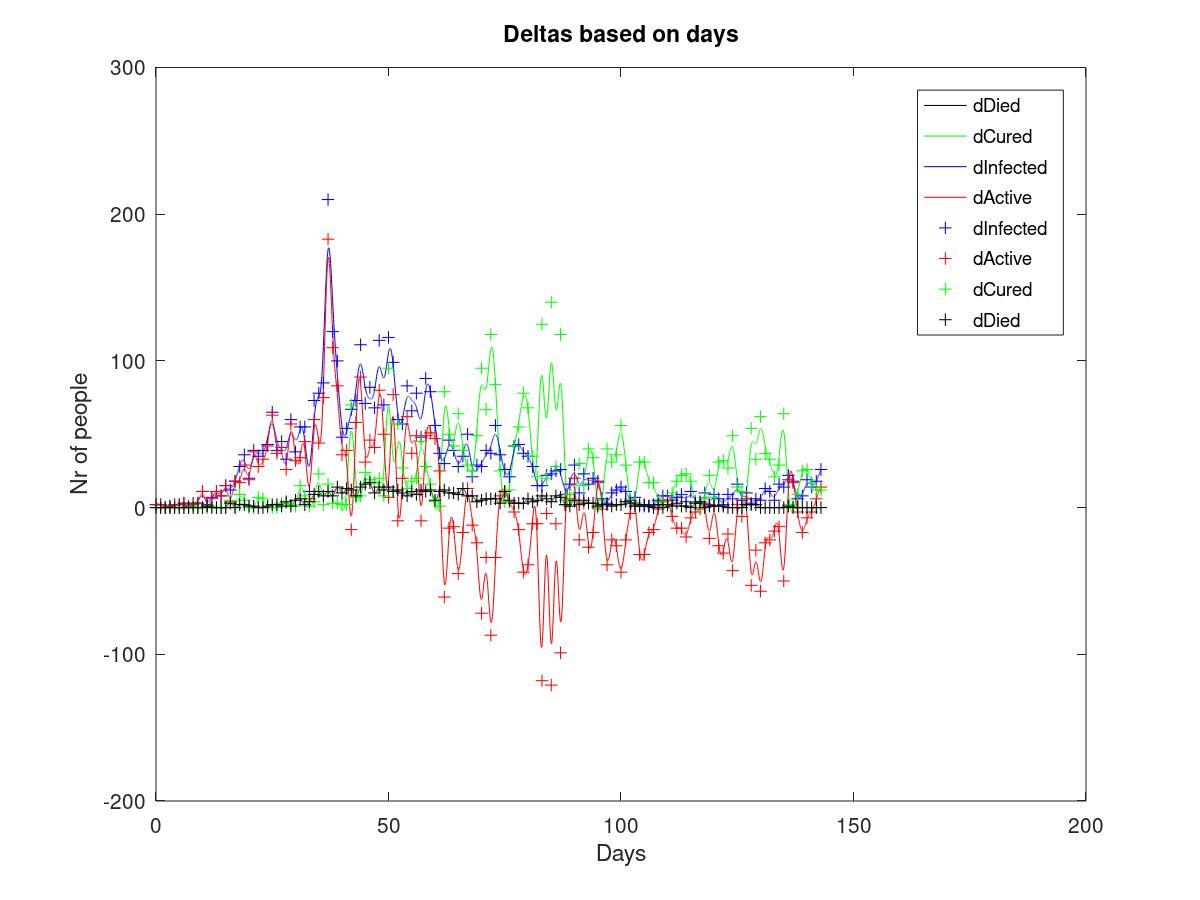 Deltas based on days
300
200
100
0
-100
-200
Nr of people
0 50 100 150 200
Days
dDied
dCured
dInfected
dActive
dInfected
dActive
dCured
dDied